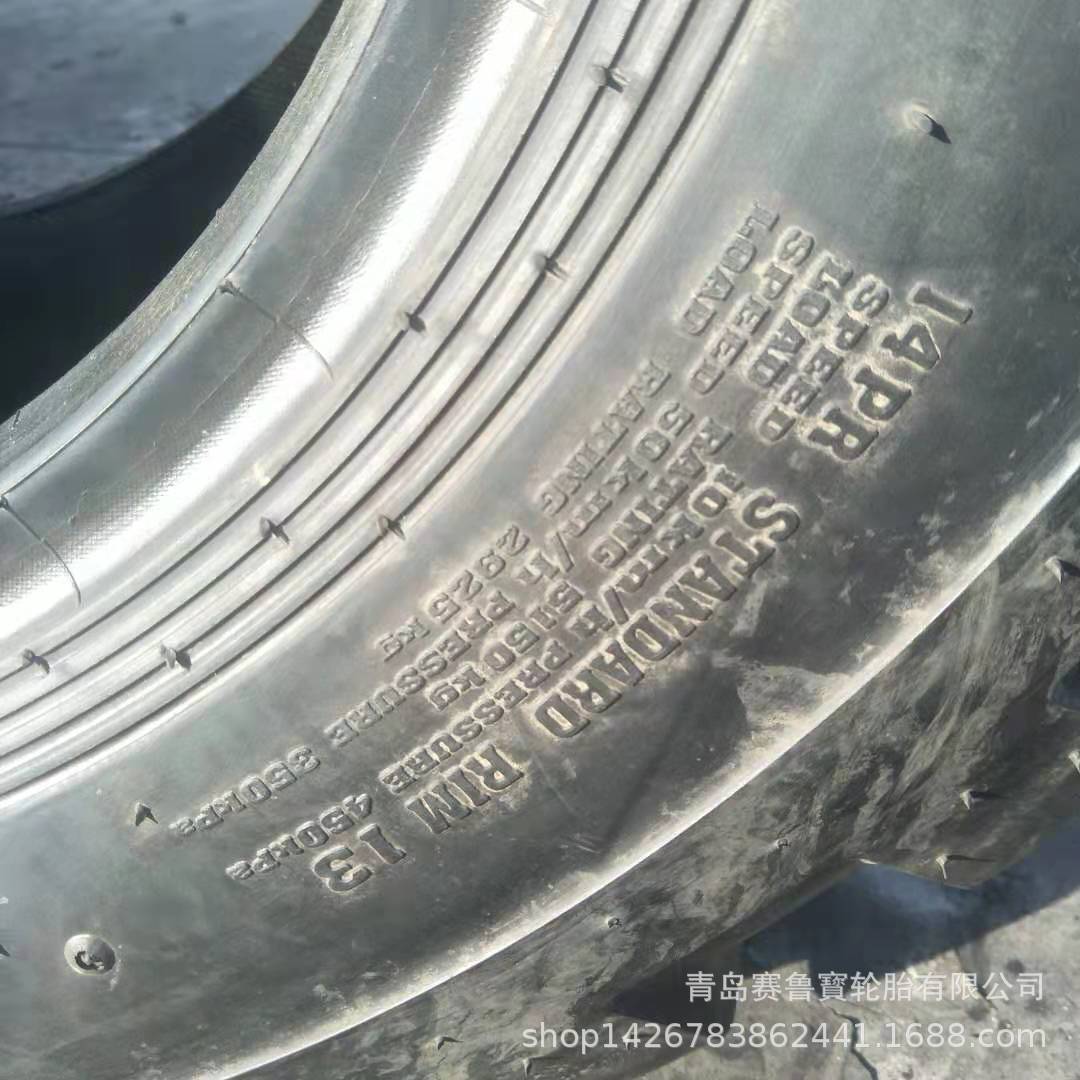 14PR STANDARD RIM 13
SPEED 10km/h PRESSURE 450kPa
LOAD RATING 5150kg
SPEED 50km/h PRESSURE 350kPa
LOAD RATING 2925kg
青岛赛鲁寶轮胎有限公司
shop1426783862441.1688.com